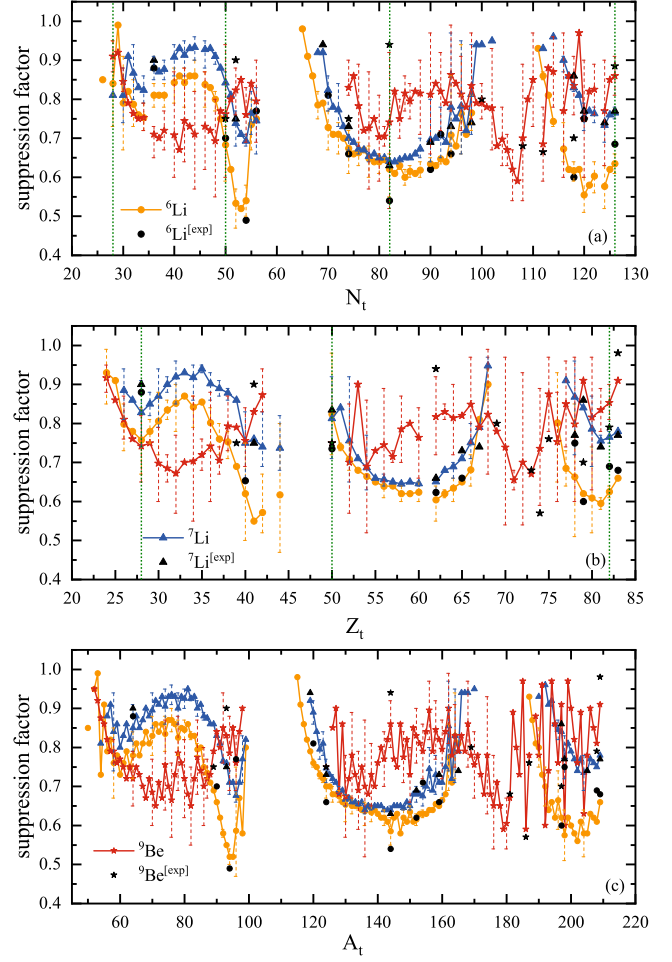 suppression factor
1.0
0.9
0.8
0.7
0.6
0.5
0.4
⁶Li
⁶Li[exp]
(a)
20 30 40 50 60 70 80 90 100 110 120 130
Nₜ
suppression factor
1.0
0.9
0.8
0.7
0.6
0.5
0.4
⁷Li
⁷Li[exp]
(b)
20 25 30 35 40 45 50 55 60 65 70 75 80 85
Zₜ
suppression factor
1.0
0.9
0.8
0.7
0.6
0.5
0.4
⁹Be
⁹Be[exp]
(c)
60 80 100 120 140 160 180 200 220
Aₜ